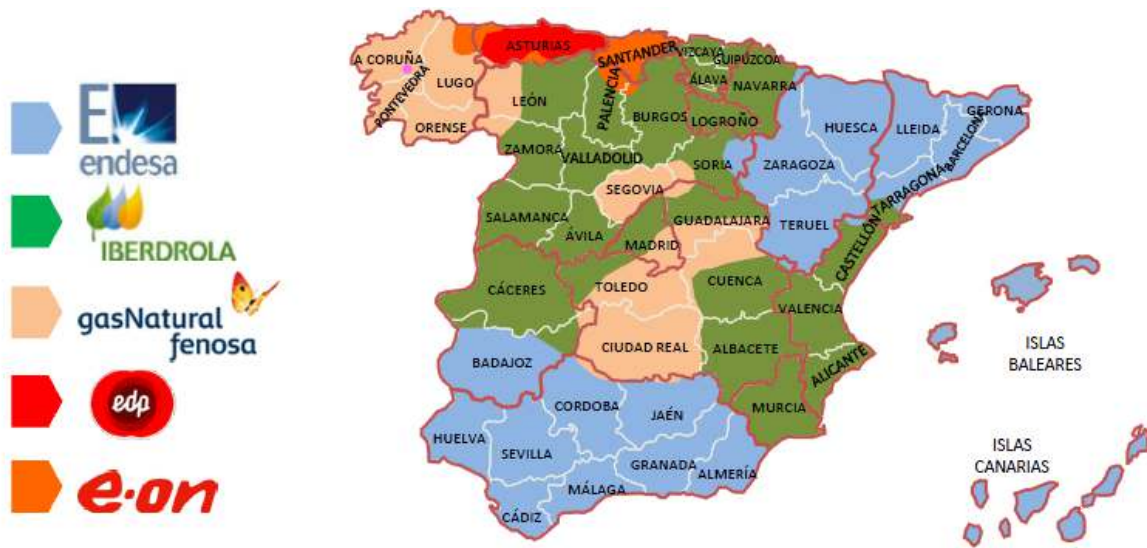 endesa
IBERDROLA
gasNatural
fenosa
edp
e·on
A CORUÑA
LUGO
PONTEVEDRA
ORENSE
ASTURIAS
SANTANDER
VIZCAYA
GUIPÚZCOA
ÁLAVA
NAVARRA
LEÓN
PALENCIA
BURGOS
LOGROÑO
HUESCA
LLEIDA
GERONA
BARCELONA
ZAMORA
VALLADOLID
SORIA
ZARAGOZA
TARRAGONA
SEGOVIA
SALAMANCA
ÁVILA
MADRID
GUADALAJARA
TERUEL
CASTELLÓN
CÁCERES
TOLEDO
CUENCA
VALENCIA
BADAJOZ
CIUDAD REAL
ALBACETE
ALICANTE
MURCIA
HUELVA
SEVILLA
CORDOBA
JAÉN
GRANADA
ALMERÍA
MÁLAGA
CÁDIZ
ISLAS
BALEARES
ISLAS
CANARIAS